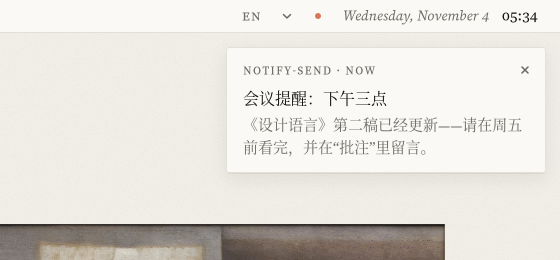 EN
Wednesday, November 4 05:34
NOTIFY-SEND · NOW
会议提醒：下午三点
《设计语言》第二稿已经更新——请在周五
前看完，并在“批注”里留言。